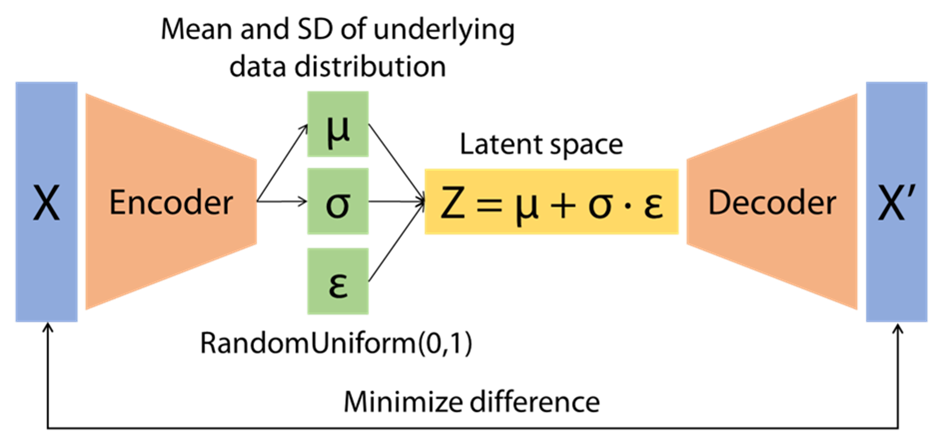 Mean and SD of underlying
data distribution
X
Encoder
μ
σ
ε
RandomUniform(0,1)
Latent space
Z = μ + σ · ε
Decoder
X’
Minimize difference